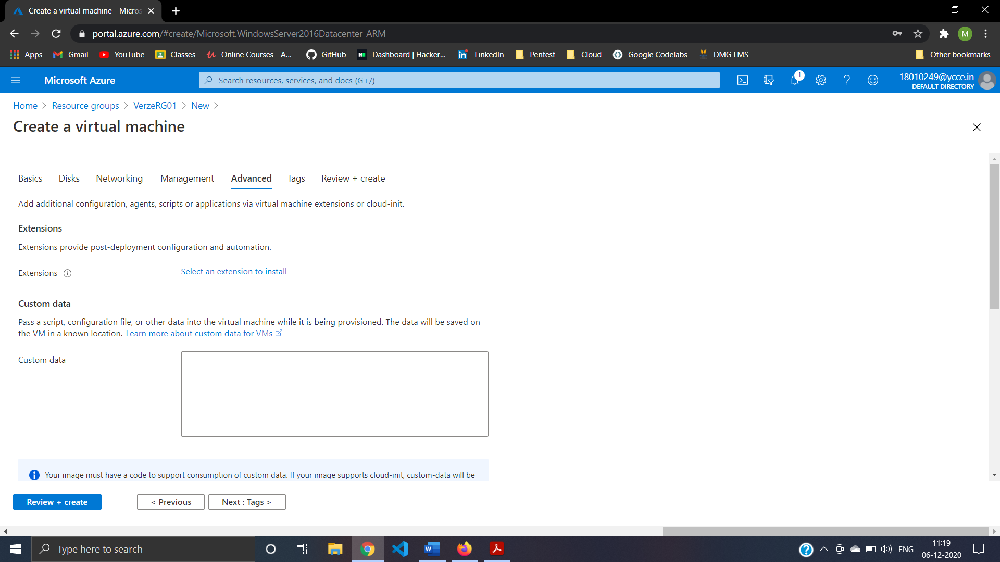 Create a virtual machine - Micros
portal.azure.com/#create/Microsoft.WindowsServer2016Datacenter-ARM
M
Apps Gmail YouTube Classes Online Courses - A... GitHub Dashboard | Hacker... LinkedIn Pentest Cloud Google Codelabs DMG LMS Other bookmarks
Microsoft Azure
Search resources, services, and docs (G+/)
1
18010249@ycce.in
DEFAULT DIRECTORY
Home > Resource groups > VerzeRG01 > New >
Create a virtual machine
Basics Disks Networking Management Advanced Tags Review + create
Add additional configuration, agents, scripts or applications via virtual machine extensions or cloud-init.
Extensions
Extensions provide post-deployment configuration and automation.
Extensions Select an extension to install
Custom data
Pass a script, configuration file, or other data into the virtual machine while it is being provisioned. The data will be saved on
the VM in a known location. Learn more about custom data for VMs
Custom data
Your image must have a code to support consumption of custom data. If your image supports cloud-init, custom-data will be
Review + create < Previous Next : Tags >
Type here to search
ENG
11:19
06-12-2020